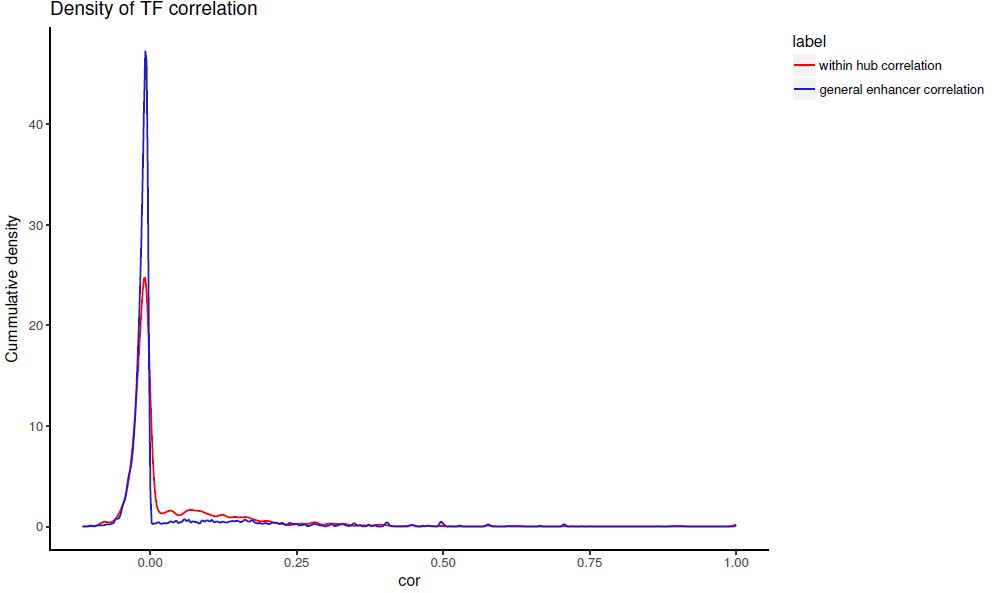 Density of TF correlation
label
within hub correlation
general enhancer correlation
Cummulative density
40
30
20
10
0
0.00
0.25
0.50
0.75
1.00
cor